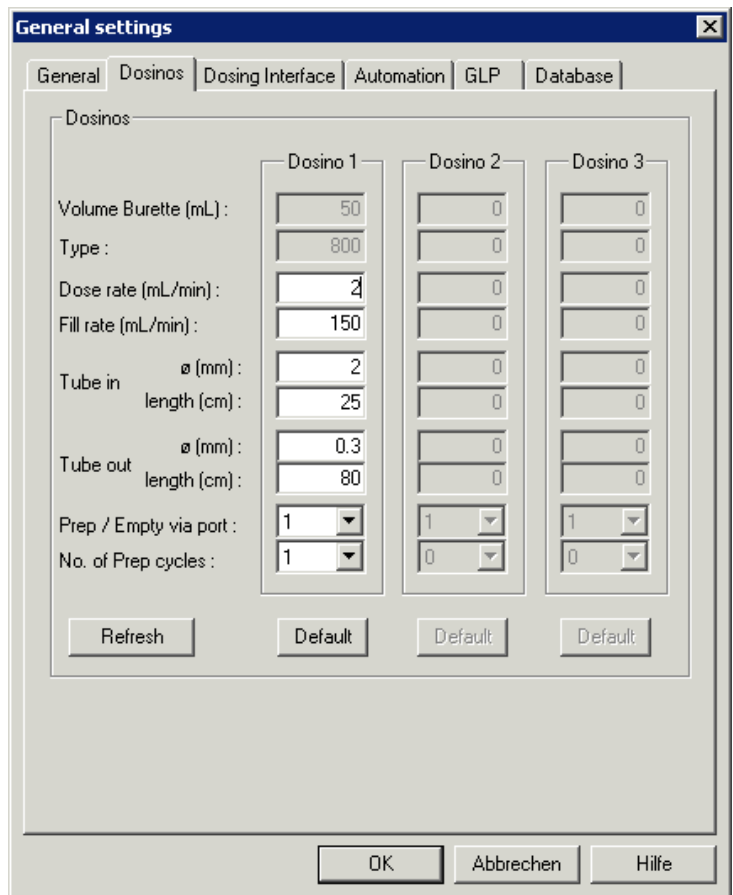 General settings
General Dosinos Dosing Interface Automation GLP Database
Dosinos
Dosino 1 Dosino 2 Dosino 3
Volume Burette (mL) : 50 0 0
Type : 800 0 0
Dose rate (mL/min) : 2 0 0
Fill rate (mL/min) : 150 0 0
Tube in
ø (mm) : 2 0 0
length (cm) : 25 0 0
Tube out
ø (mm) : 0.3 0 0
length (cm) : 80 0 0
Prep / Empty via port : 1 1 1
No. of Prep cycles : 1 0 0
Refresh Default Default Default
OK Abbrechen Hilfe